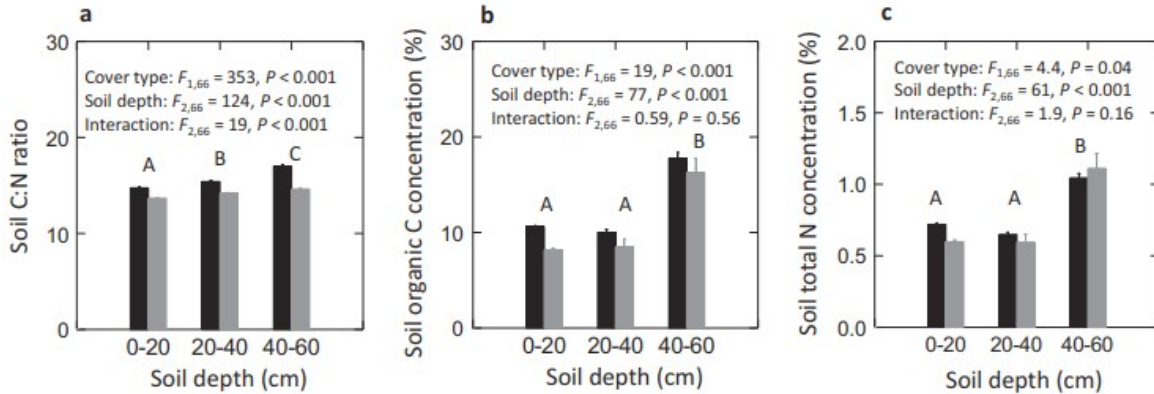 a
Cover type: F1,66 = 353, P < 0.001
Soil depth: F2,66 = 124, P < 0.001
Interaction: F2,66 = 19, P < 0.001
Soil C:N ratio
30
20
10
0
A
B
C
0-20
20-40
40-60
Soil depth (cm)
b
Cover type: F1,66 = 19, P < 0.001
Soil depth: F2,66 = 77, P < 0.001
Interaction: F2,66 = 0.59, P = 0.56
Soil organic C concentration (%)
30
20
10
0
A
A
B
0-20
20-40
40-60
Soil depth (cm)
c
Cover type: F1,66 = 4.4, P = 0.04
Soil depth: F2,66 = 61, P < 0.001
Interaction: F2,66 = 1.9, P = 0.16
Soil total N concentration (%)
2.0
1.5
1.0
0.5
0.0
A
A
B
0-20
20-40
40-60
Soil depth (cm)